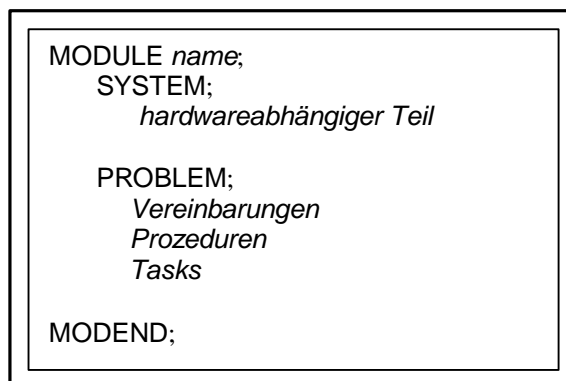 MODULE name;
SYSTEM;
hardwareabhängiger Teil
PROBLEM;
Vereinbarungen
Prozeduren
Tasks
MODEND;